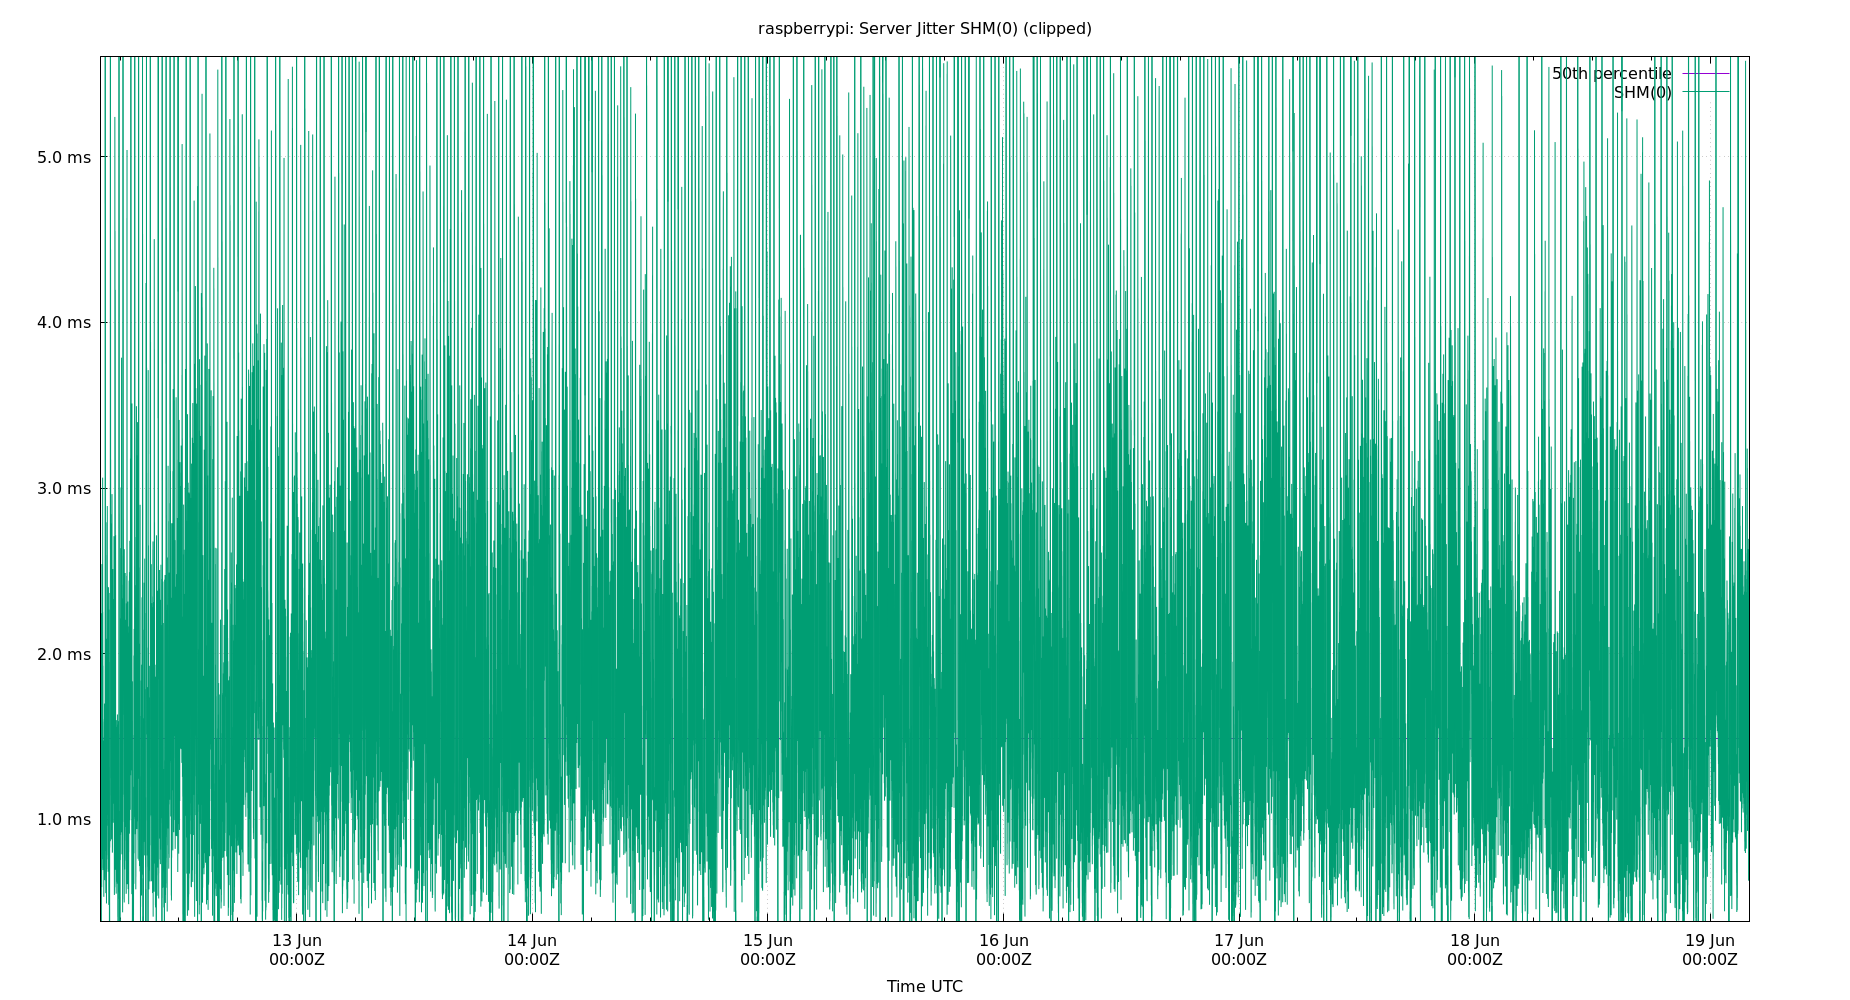 raspberrypi: Server Jitter SHM(0) (clipped)
50th percentile
SHM(0)
5.0 ms
4.0 ms
3.0 ms
2.0 ms
1.0 ms
13 Jun 14 Jun 15 Jun 16 Jun 17 Jun 18 Jun 19 Jun
00:00Z 00:00Z 00:00Z 00:00Z 00:00Z 00:00Z 00:00Z
Time UTC